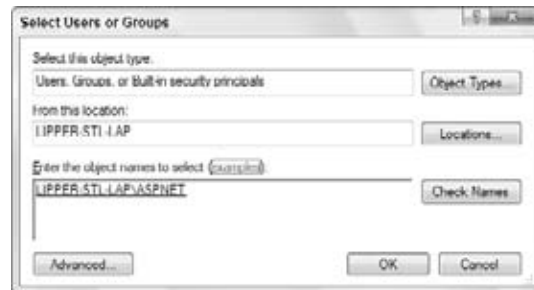 Select Users or Groups
Select this object type:
Users, Groups, or Built-in security principals
Object Types...
From this location:
LIPPER-STL-LAP
Locations...
Enter the object names to select (examples):
LIPPER-STL-LAP\ASPNET
Check Names
Advanced...
OK
Cancel